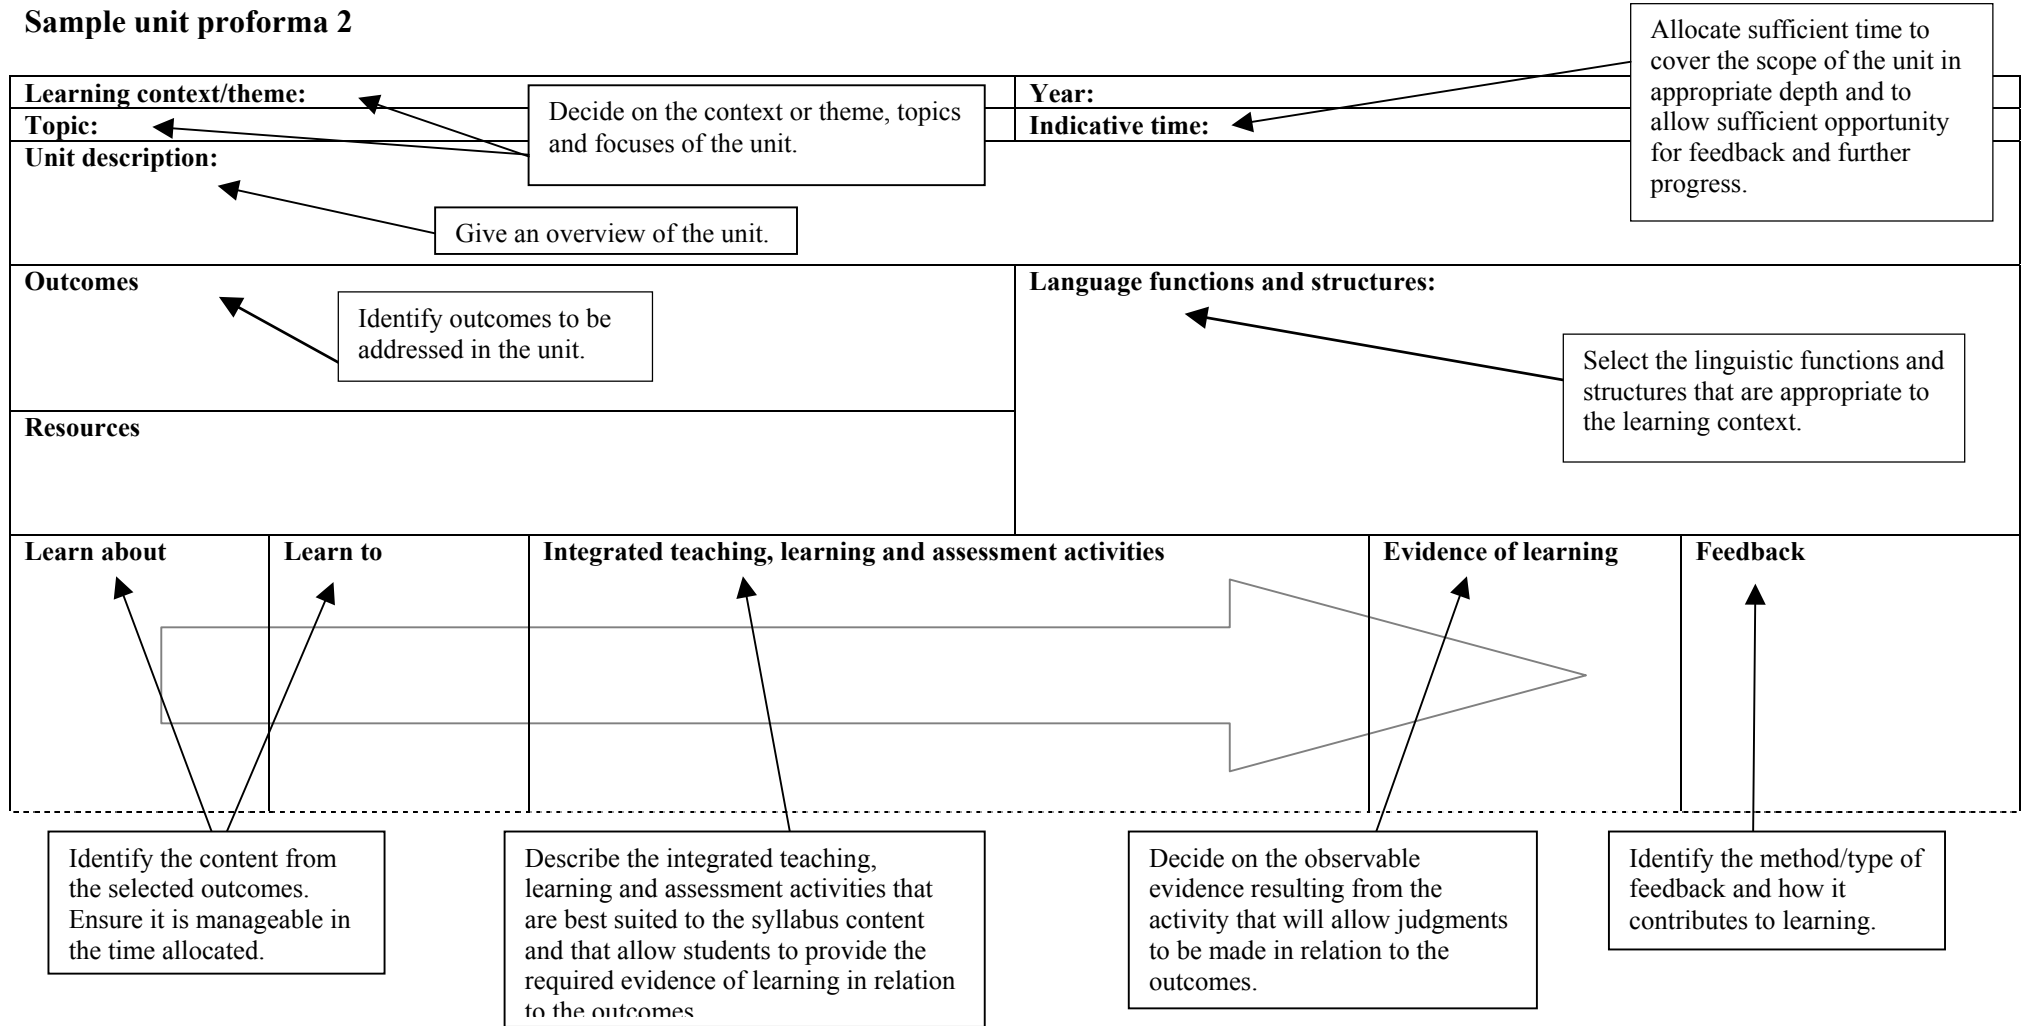 Sample unit proforma 2
Allocate sufficient time to
cover the scope of the unit in
appropriate depth and to
allow sufficient opportunity
for feedback and further
progress.
Learning context/theme:
Year:
Topic:
Indicative time:
Decide on the context or theme, topics
and focuses of the unit.
Unit description:
Give an overview of the unit.
Outcomes
Identify outcomes to be
addressed in the unit.
Language functions and structures:
Select the linguistic functions and
structures that are appropriate to
the learning context.
Resources
Learn about
Learn to
Integrated teaching, learning and assessment activities
Evidence of learning
Feedback
Identify the content from
the selected outcomes.
Ensure it is manageable in
the time allocated.
Describe the integrated teaching,
learning and assessment activities that
are best suited to the syllabus content
and that allow students to provide the
required evidence of learning in relation
to the outcomes
Decide on the observable
evidence resulting from the
activity that will allow judgments
to be made in relation to the
outcomes.
Identify the method/type of
feedback and how it
contributes to learning.